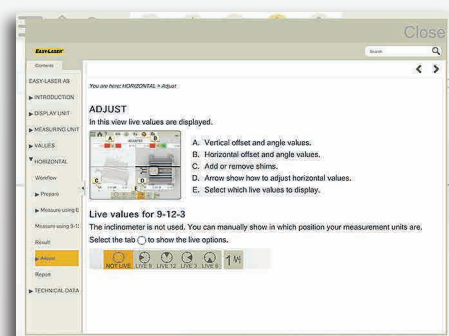 Close
EASY-LASER
Search
Contents
EASY-LASER AB
INTRODUCTION
DISPLAY UNIT
MEASURING UNIT
VALUES
HORIZONTAL
Workflow
Prepare
Measure using E
Measure using 9-12
Result
Adjust
Report
TECHNICAL DATA
You are here: HORIZONTAL > Adjust
ADJUST
In this view live values are displayed.
A. Vertical offset and angle values.
B. Horizontal offset and angle values.
C. Add or remove shims.
D. Arrow show how to adjust horizontal values.
E. Select which live values to display.
Live values for 9-12-3
The inclinometer is not used. You can manually show in which position your measurement units are.
Select the tab to show the live options.
NOT LIVE LIVE 9 LIVE 12 LIVE 3 LIVE 6